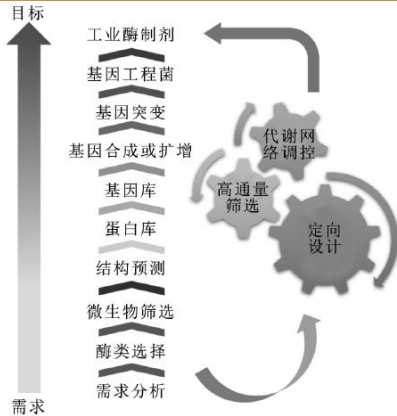 目标
工业酶制剂
基因工程菌
基因突变
基因合成或扩增
基因库
蛋白库
结构预测
微生物筛选
酶类选择
需求分析
需求
代谢网
络调控
高通量
筛选
定向
设计